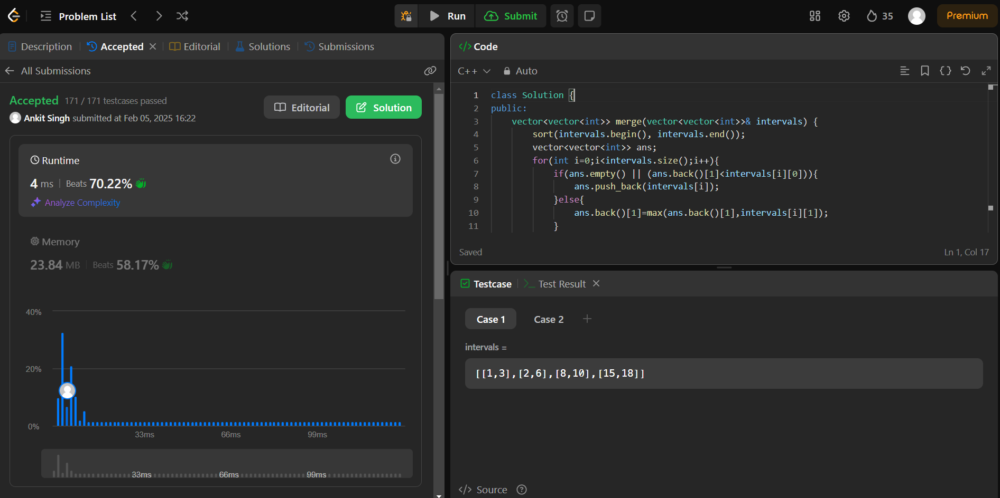 Problem List
Run
Submit
35
Premium
Description
Accepted
Editorial
Solutions
Submissions
All Submissions
Accepted 171 / 171 testcases passed
Ankit Singh submitted at Feb 05, 2025 16:22
Editorial
Solution
Runtime
4 ms | Beats 70.22%
Analyze Complexity
Memory
23.84 MB | Beats 58.17%
40%
20%
0%
33ms 66ms 99ms
33ms 66ms 99ms
</> Code
C++
Auto
1 class Solution {
2 public:
3 vector<vector<int>> merge(vector<vector<int>>& intervals) {
4 sort(intervals.begin(), intervals.end());
5 vector<vector<int>> ans;
6 for(int i=0;i<intervals.size();i++){
7 if(ans.empty() || (ans.back()[1]<intervals[i][0])){
8 ans.push_back(intervals[i]);
9 }else{
10 ans.back()[1]=max(ans.back()[1],intervals[i][1]);
11 }
Saved
Ln 1, Col 17
Testcase
Test Result
Case 1
Case 2
intervals =
[[1,3],[2,6],[8,10],[15,18]]
</> Source